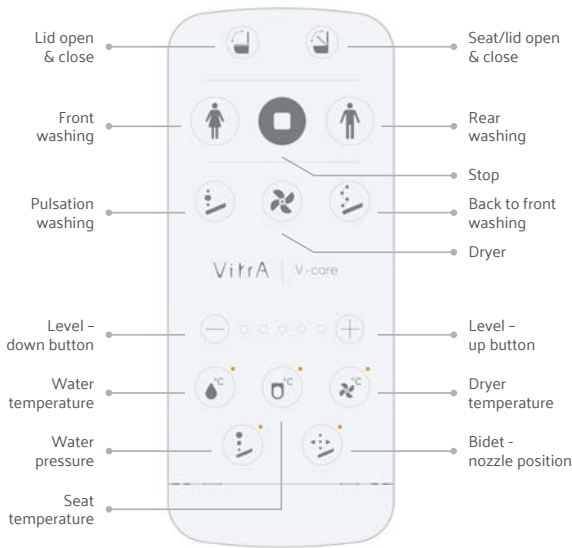 Lid open
& close
Seat/lid open
& close
Front
washing
Rear
washing
Stop
Pulsation
washing
Back to front
washing
Dryer
VitrA | V-care
Level –
down button
Level –
up button
°C
°C
°C
Water
temperature
Dryer
temperature
Water
pressure
Bidet -
nozzle position
Seat
temperature